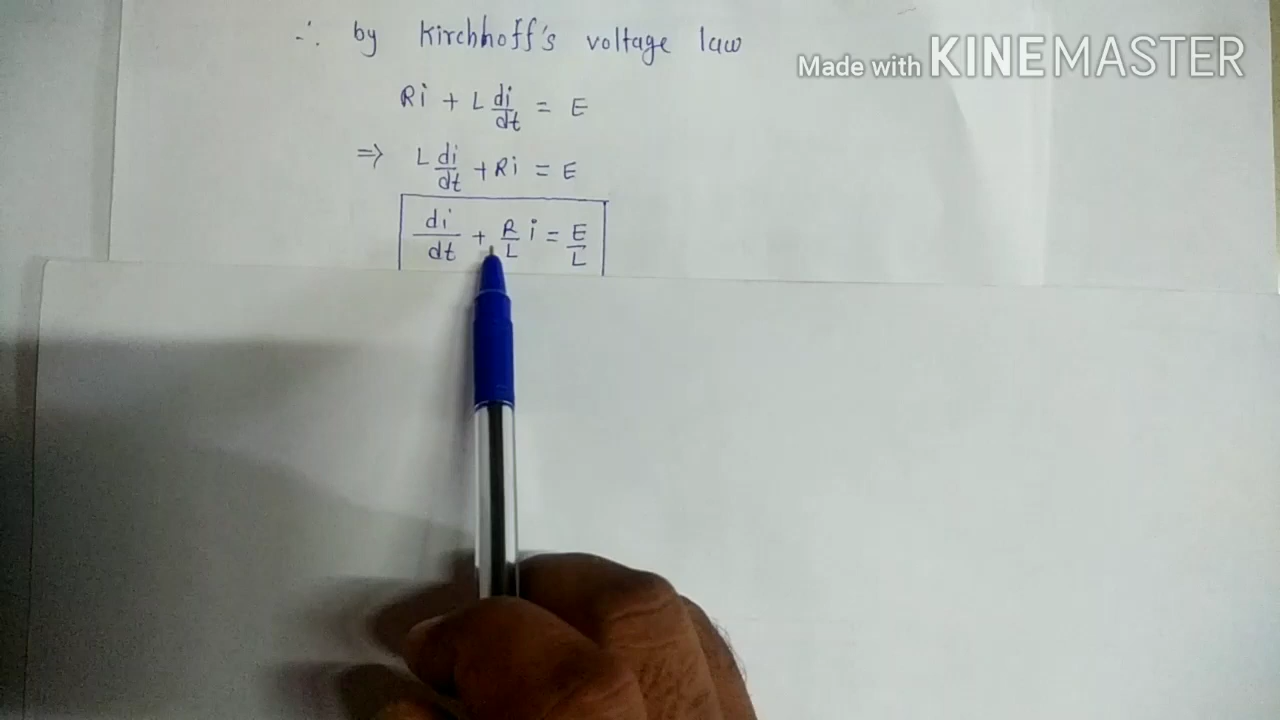 ∴ by Kirchhoff's voltage law
Made with KINEMASTER
Ri + L di/dt = E
⇒ L di/dt + Ri = E
di/dt + R/L i = E/L